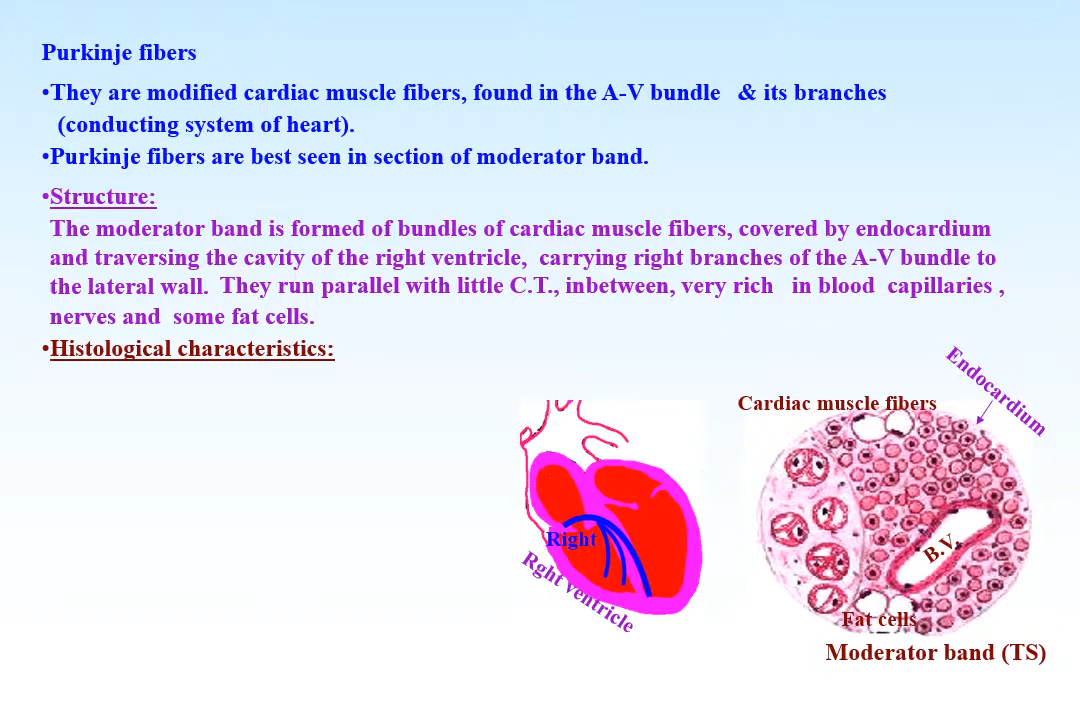 Purkinje fibers
•They are modified cardiac muscle fibers, found in the A-V bundle & its branches
(conducting system of heart).
•Purkinje fibers are best seen in section of moderator band.
•Structure:
The moderator band is formed of bundles of cardiac muscle fibers, covered by endocardium
and traversing the cavity of the right ventricle, carrying right branches of the A-V bundle to
the lateral wall. They run parallel with little C.T., inbetween, very rich in blood capillaries ,
nerves and some fat cells.
•Histological characteristics:
Endocardium
Cardiac muscle fibers
Right
Rght ventricle
B.V.
Fat cells
Moderator band (TS)